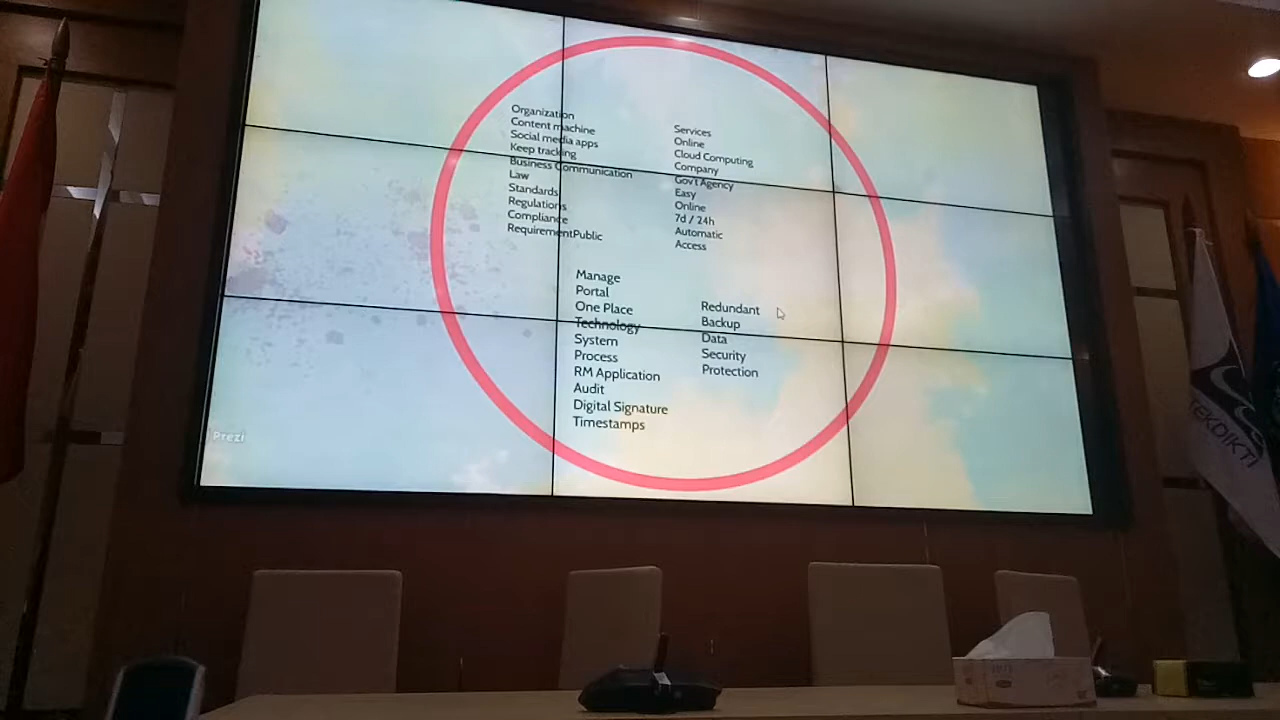 Organization
Content machine
Social media apps
Keep tracking
Business Communication
Law
Standards
Regulations
Compliance
RequirementPublic
Services
Online
Cloud Computing
Company
Gov't Agency
Easy
Online
7d / 24h
Automatic
Access
Manage
Portal
One Place
Technology
System
Process
RM Application
Audit
Digital Signature
Timestamps
Redundant
Backup
Data
Security
Protection
Prezi
TEKDIKTI